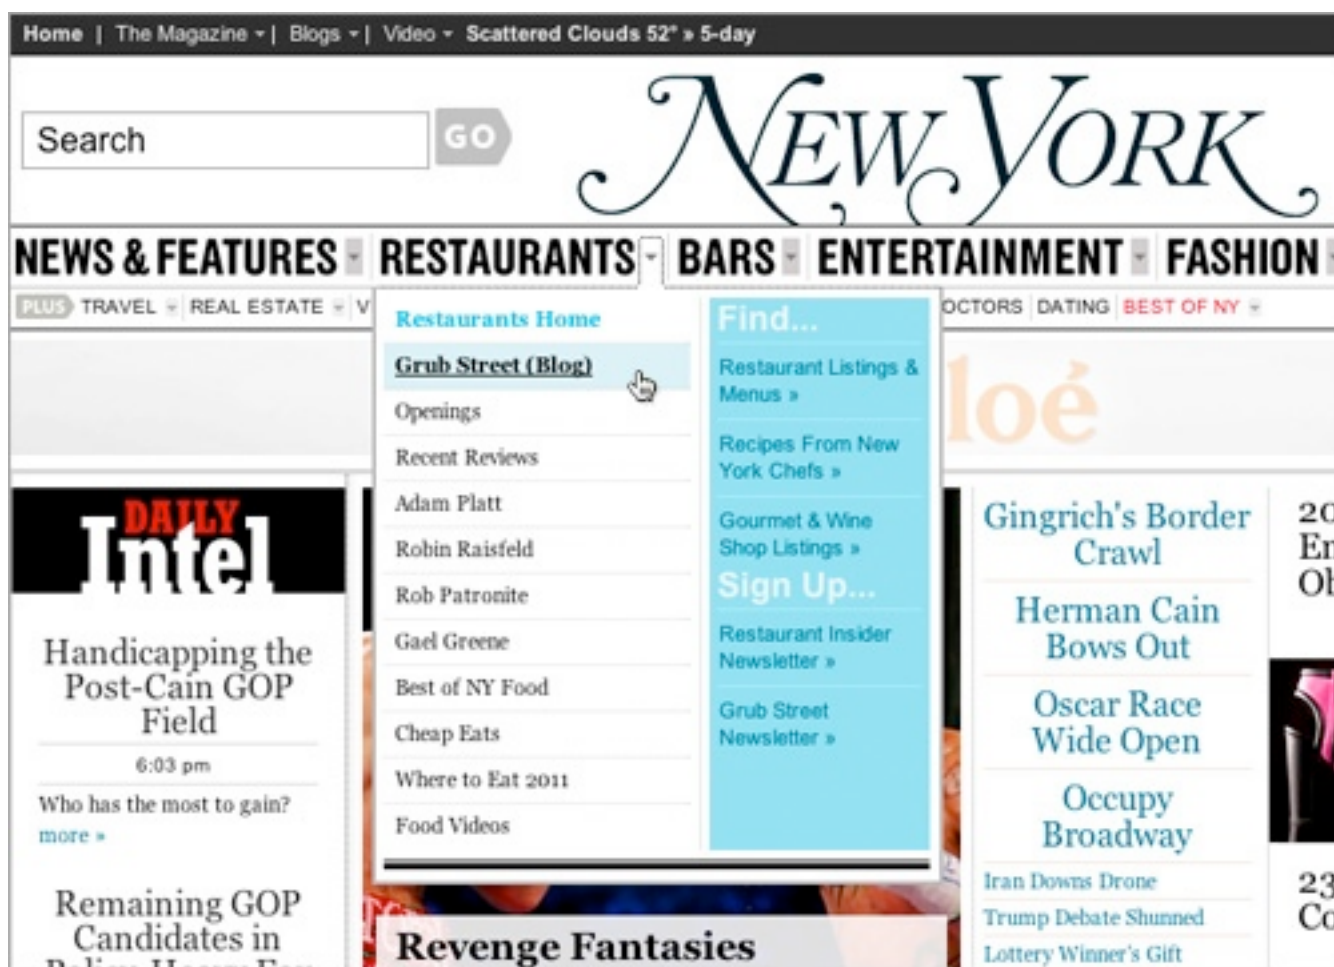 Home | The Magazine | Blogs | Video Scattered Clouds 52° » 5-day
Search GO
NEW YORK
NEWS & FEATURES RESTAURANTS BARS ENTERTAINMENT FASHION
PLUS TRAVEL REAL ESTATE DATING BEST OF NY
Restaurants Home
Grub Street (Blog)
Openings
Recent Reviews
Adam Platt
Robin Raisfeld
Rob Patronite
Gael Greene
Best of NY Food
Cheap Eats
Where to Eat 2011
Food Videos
Find...
Restaurant Listings &
Menus »
Recipes From New
York Chefs »
Gourmet & Wine
Shop Listings »
Sign Up...
Restaurant Insider
Newsletter »
Grub Street
Newsletter »
DAILY
Intel
Handicapping the
Post-Cain GOP
Field
6:03 pm
Who has the most to gain?
more »
Remaining GOP
Candidates in
Revenge Fantasies
Gingrich's Border
Crawl
Herman Cain
Bows Out
Oscar Race
Wide Open
Occupy
Broadway
Iran Downs Drone
Trump Debate Shunned
Lottery Winner's Gift